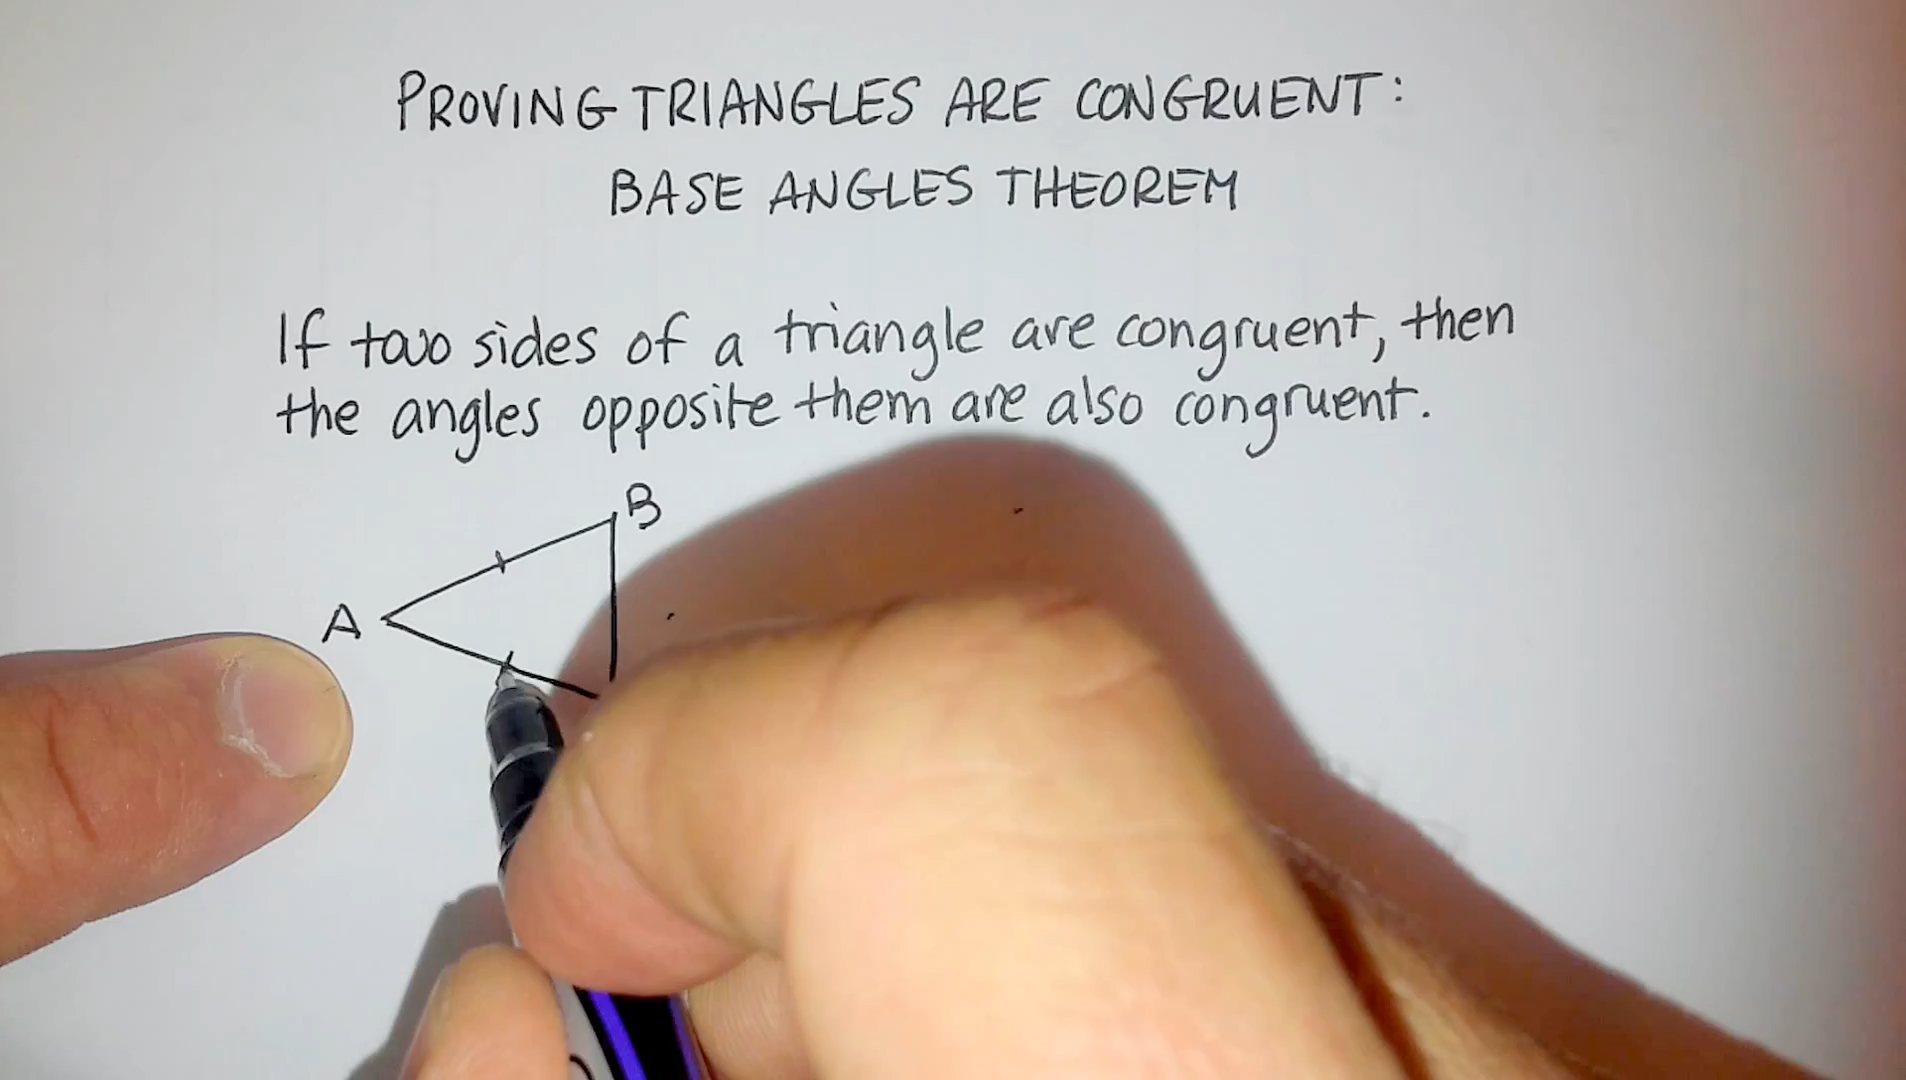 PROVING TRIANGLES ARE CONGRUENT:
BASE ANGLES THEOREM
If two sides of a triangle are congruent, then
the angles opposite them are also congruent.
B
A